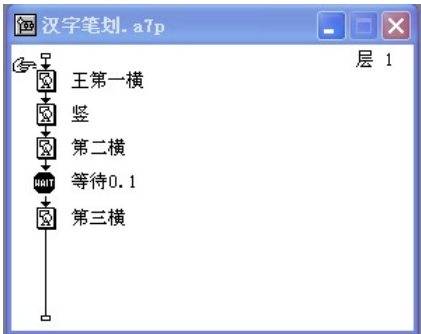 汉字笔划.a7p
层 1
王第一横
竖
第二横
WAIT
等待0.1
第三横